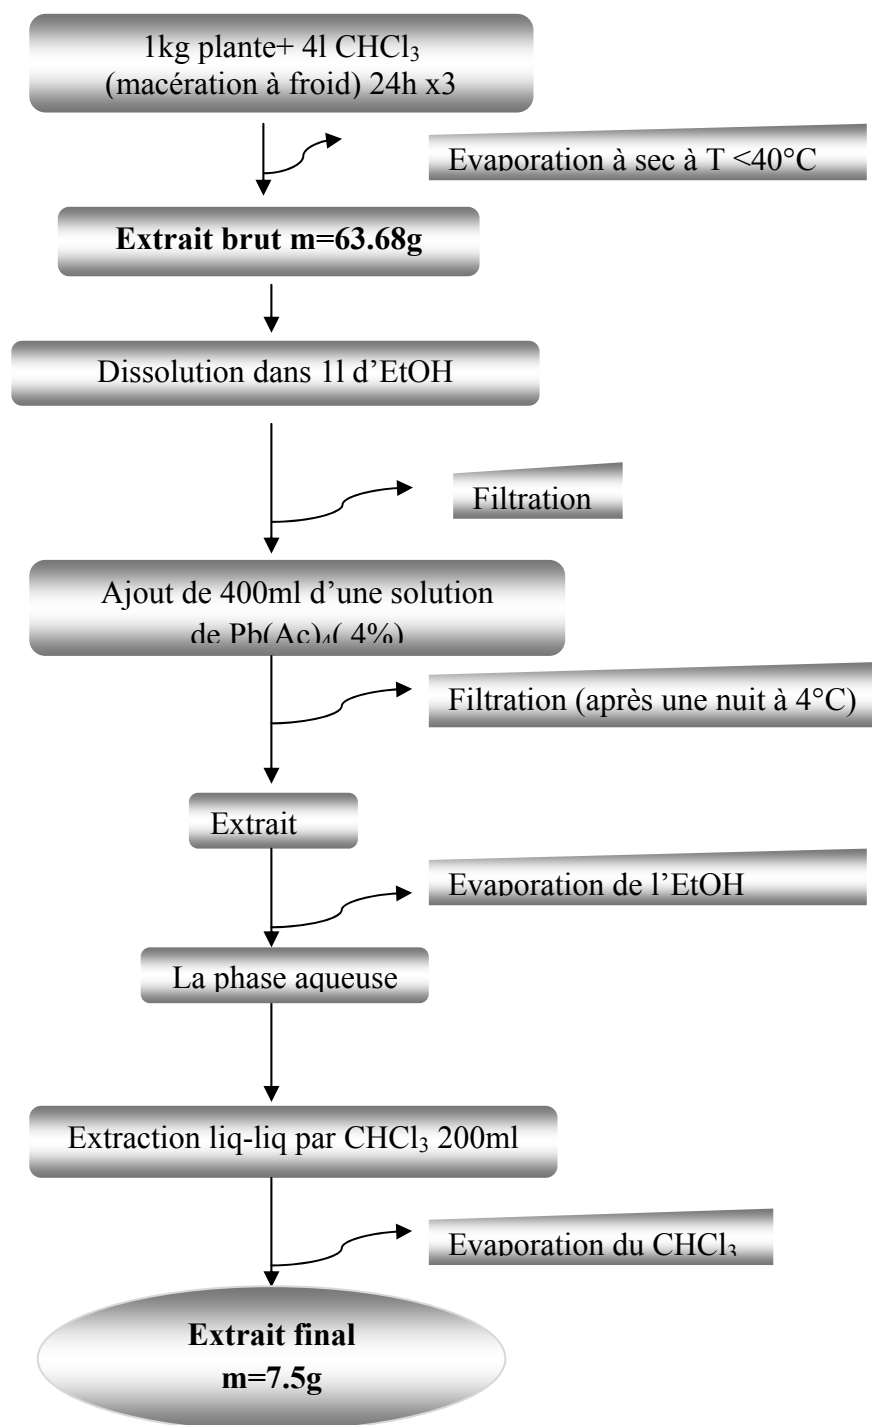 1kg plante+ 4l CHCl₃
(macération à froid) 24h x3
Evaporation à sec à T <40°C
Extrait brut m=63.68g
Dissolution dans 1l d’EtOH
Filtration
Ajout de 400ml d’une solution
de Pb(Ac)₄( 4%)
Filtration (après une nuit à 4°C)
Extrait
Evaporation de l’EtOH
La phase aqueuse
Extraction liq-liq par CHCl₃ 200ml
Evaporation du CHCl₃
Extrait final
m=7.5g